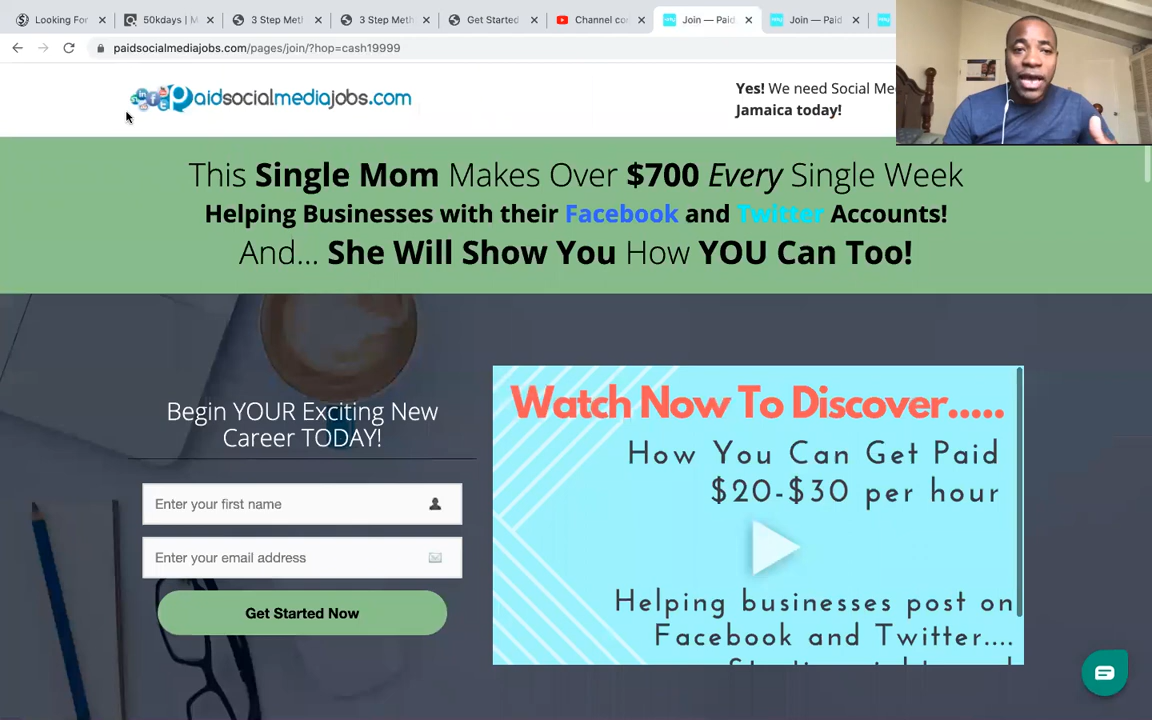 Looking For
50kdays | M
3 Step Met
3 Step Meth
Get Started
Channel co
Join — Paid
Join — Paid
paidsocialmediajobs.com/pages/join/?hop=cash19999
Paidsocialmediajobs.com
Yes! We need Social Me
Jamaica today!
This Single Mom Makes Over $700 Every Single Week
Helping Businesses with their Facebook and Twitter Accounts!
And... She Will Show You How YOU Can Too!
Begin YOUR Exciting New
Career TODAY!
Enter your first name
Enter your email address
Get Started Now
Watch Now To Discover.....
How You Can Get Paid
$20-$30 per hour
Helping businesses post on
Facebook and Twitter....